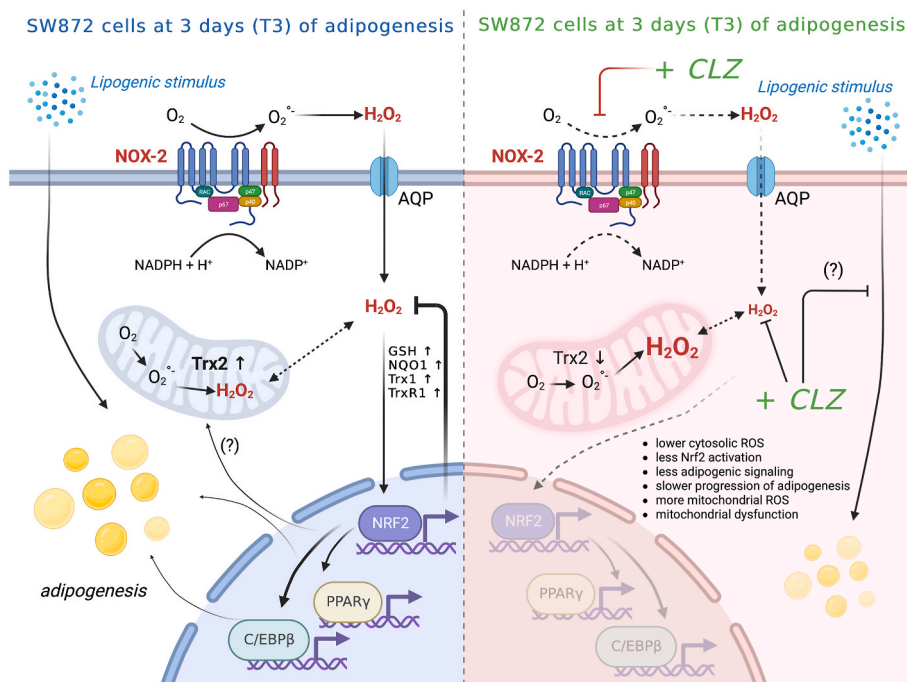 SW872 cells at 3 days (T3) of adipogenesis
Lipogenic stimulus
O₂
O₂°⁻
H₂O₂
NOX-2
RAC
p67
p47
p40
AQP
NADPH + H⁺
NADP⁺
H₂O₂
O₂
O₂°⁻
Trx2 ↑
H₂O₂
GSH ↑
NQO1 ↑
Trx1 ↑
TrxR1 ↑
(?)
NRF2
PPARγ
C/EBPβ
adipogenesis
SW872 cells at 3 days (T3) of adipogenesis
+ CLZ
Lipogenic stimulus
O₂
O₂°⁻
H₂O₂
NOX-2
RAC
p67
p47
p40
AQP
NADPH + H⁺
NADP⁺
(?)
H₂O₂
Trx2 ↓
O₂
O₂°⁻
H₂O₂
+ CLZ
• lower cytosolic ROS
• less Nrf2 activation
• less adipogenic signaling
• slower progression of adipogenesis
• more mitochondrial ROS
• mitochondrial dysfunction
NRF2
PPARγ
C/EBPβ